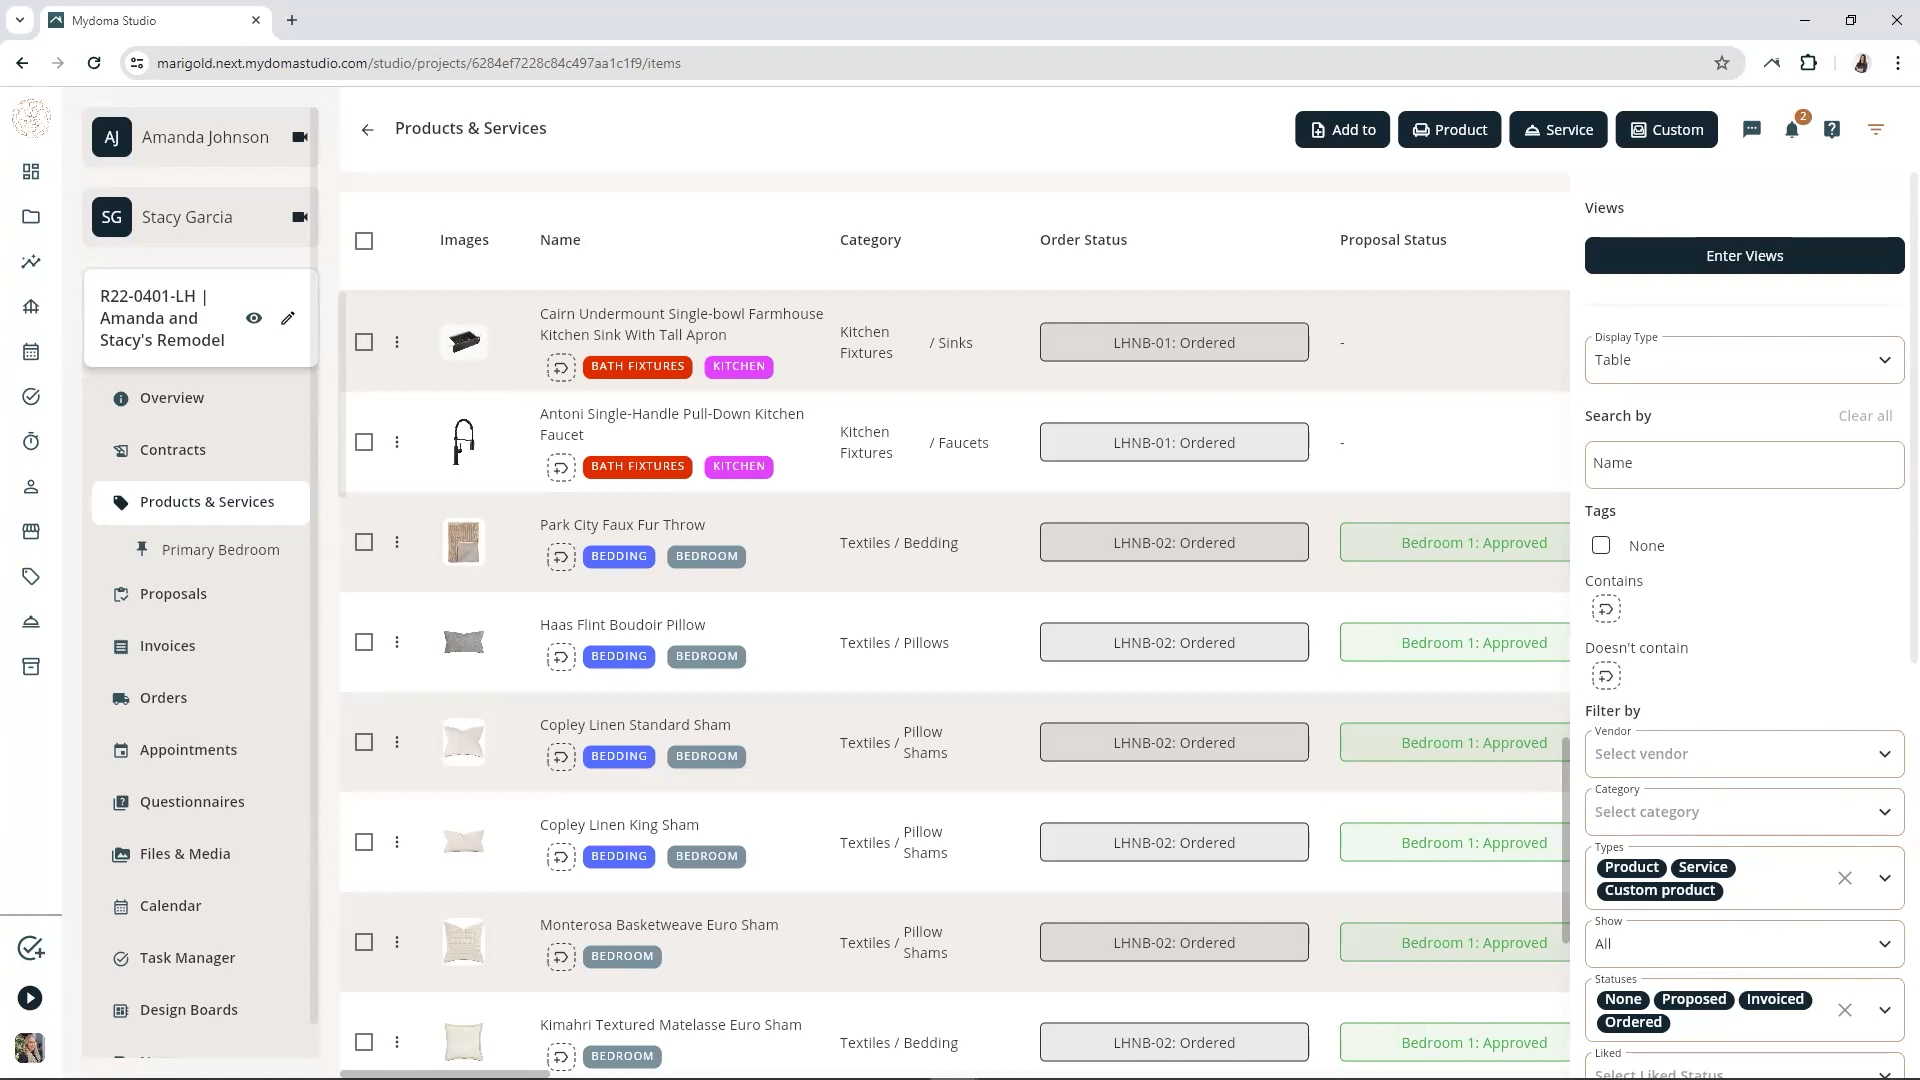 Mydoma Studio
marigold.next.mydomastudio.com/studio/projects/6284ef7228c84c497aa1c1f9/items
AJ Amanda Johnson
SG Stacy Garcia
R22-0401-LH |
Amanda and
Stacy's Remodel
Overview
Contracts
Products & Services
Primary Bedroom
Proposals
Invoices
Orders
Appointments
Questionnaires
Files & Media
Calendar
Task Manager
Design Boards
Products & Services
Add to Product Service Custom
2
Images Name Category Order Status Proposal Status
Cairn Undermount Single-bowl Farmhouse
Kitchen Sink With Tall Apron
BATH FIXTURES KITCHEN
Kitchen
Fixtures
/ Sinks
LHNB-01: Ordered
-
Antoni Single-Handle Pull-Down Kitchen
Faucet
BATH FIXTURES KITCHEN
Kitchen
Fixtures
/ Faucets
LHNB-01: Ordered
-
Park City Faux Fur Throw
BEDDING BEDROOM
Textiles / Bedding
LHNB-02: Ordered
Bedroom 1: Approved
Haas Flint Boudoir Pillow
BEDDING BEDROOM
Textiles / Pillows
LHNB-02: Ordered
Bedroom 1: Approved
Copley Linen Standard Sham
BEDDING BEDROOM
Textiles /
Pillow
Shams
LHNB-02: Ordered
Bedroom 1: Approved
Copley Linen King Sham
BEDDING BEDROOM
Textiles /
Pillow
Shams
LHNB-02: Ordered
Bedroom 1: Approved
Monterosa Basketweave Euro Sham
BEDROOM
Textiles /
Pillow
Shams
LHNB-02: Ordered
Bedroom 1: Approved
Kimahri Textured Matelasse Euro Sham
BEDROOM
Textiles / Bedding
LHNB-02: Ordered
Bedroom 1: Approved
Views
Enter Views
Display Type
Table
Search by Clear all
Name
Tags
None
Contains
Doesn't contain
Filter by
Vendor
Select vendor
Category
Select category
Types
Product Service
Custom product
Show
All
Statuses
None Proposed Invoiced
Ordered
Liked
Select Liked Status